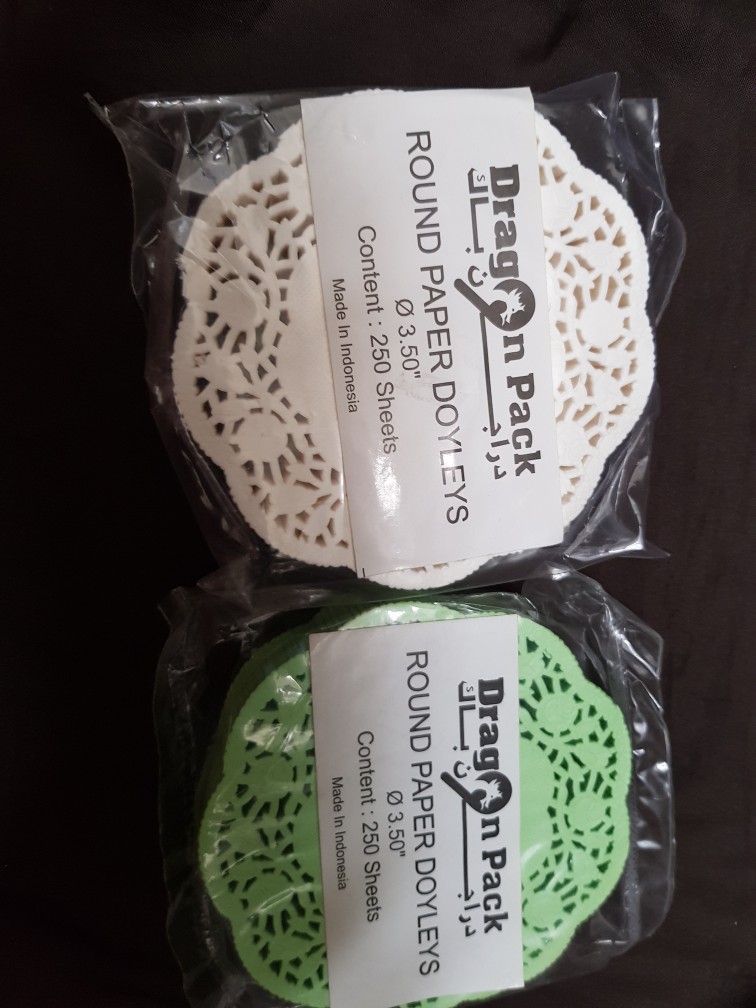 Dragon Pack
دراجن باك
ROUND PAPER DOYLEYS
Ø 3.50"
Content : 250 Sheets
Made In Indonesia
Dragon Pack
دراجن باك
ROUND PAPER DOYLEYS
Ø 3.50"
Content : 250 Sheets
Made In Indonesia